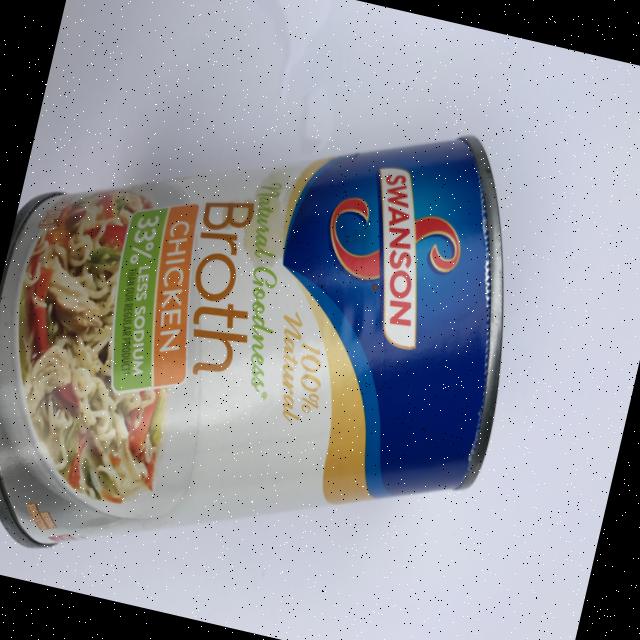 SWANSON
100%
Natural
Natural Goodness
Broth
CHICKEN
33% LESS SODIUM